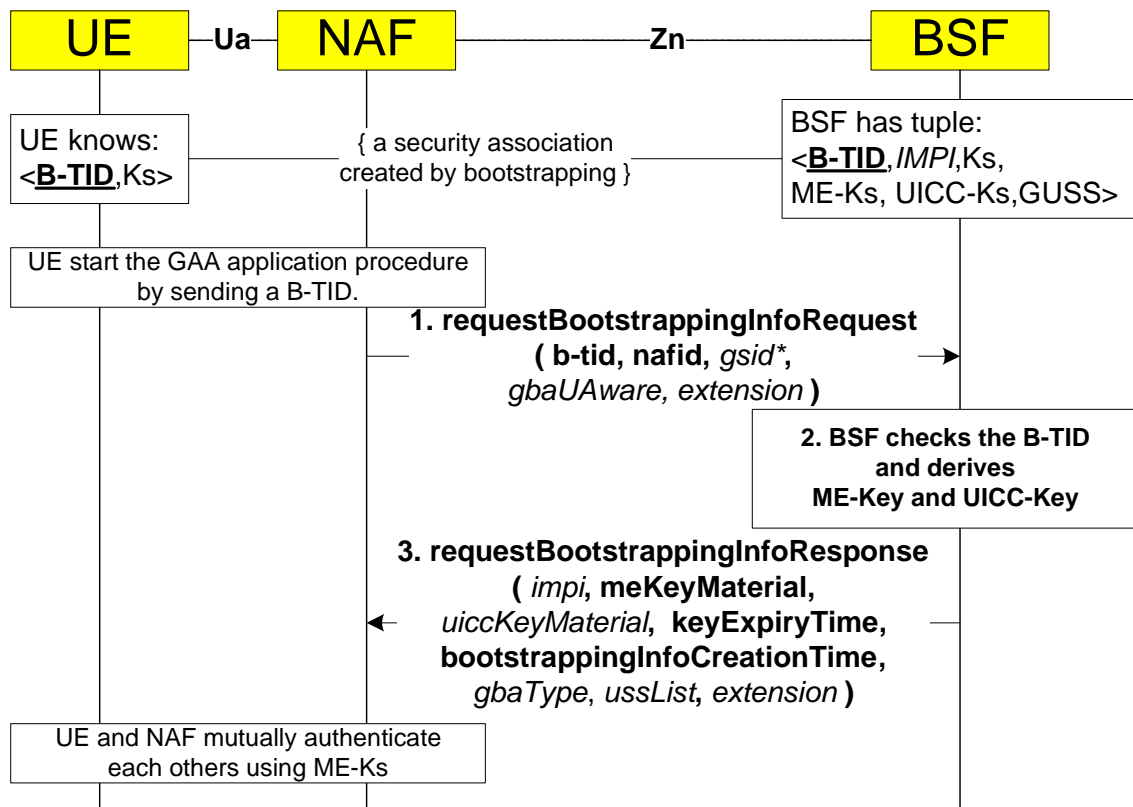 UE Ua NAF Zn BSF
UE knows:
<B-TID,Ks>
{ a security association
created by bootstrapping }
BSF has tuple:
<B-TID,IMPI,Ks,
ME-Ks, UICC-Ks,GUSS>
UE start the GAA application procedure
by sending a B-TID.
1. requestBootstrappingInfoRequest
( b-tid, nafid, gsid*,
gbaUAware, extension )
2. BSF checks the B-TID
and derives
ME-Key and UICC-Key
3. requestBootstrappingInfoResponse
( impi, meKeyMaterial,
uiccKeyMaterial, keyExpiryTime,
bootstrappingInfoCreationTime,
gbaType, ussList, extension )
UE and NAF mutually authenticate
each others using ME-Ks